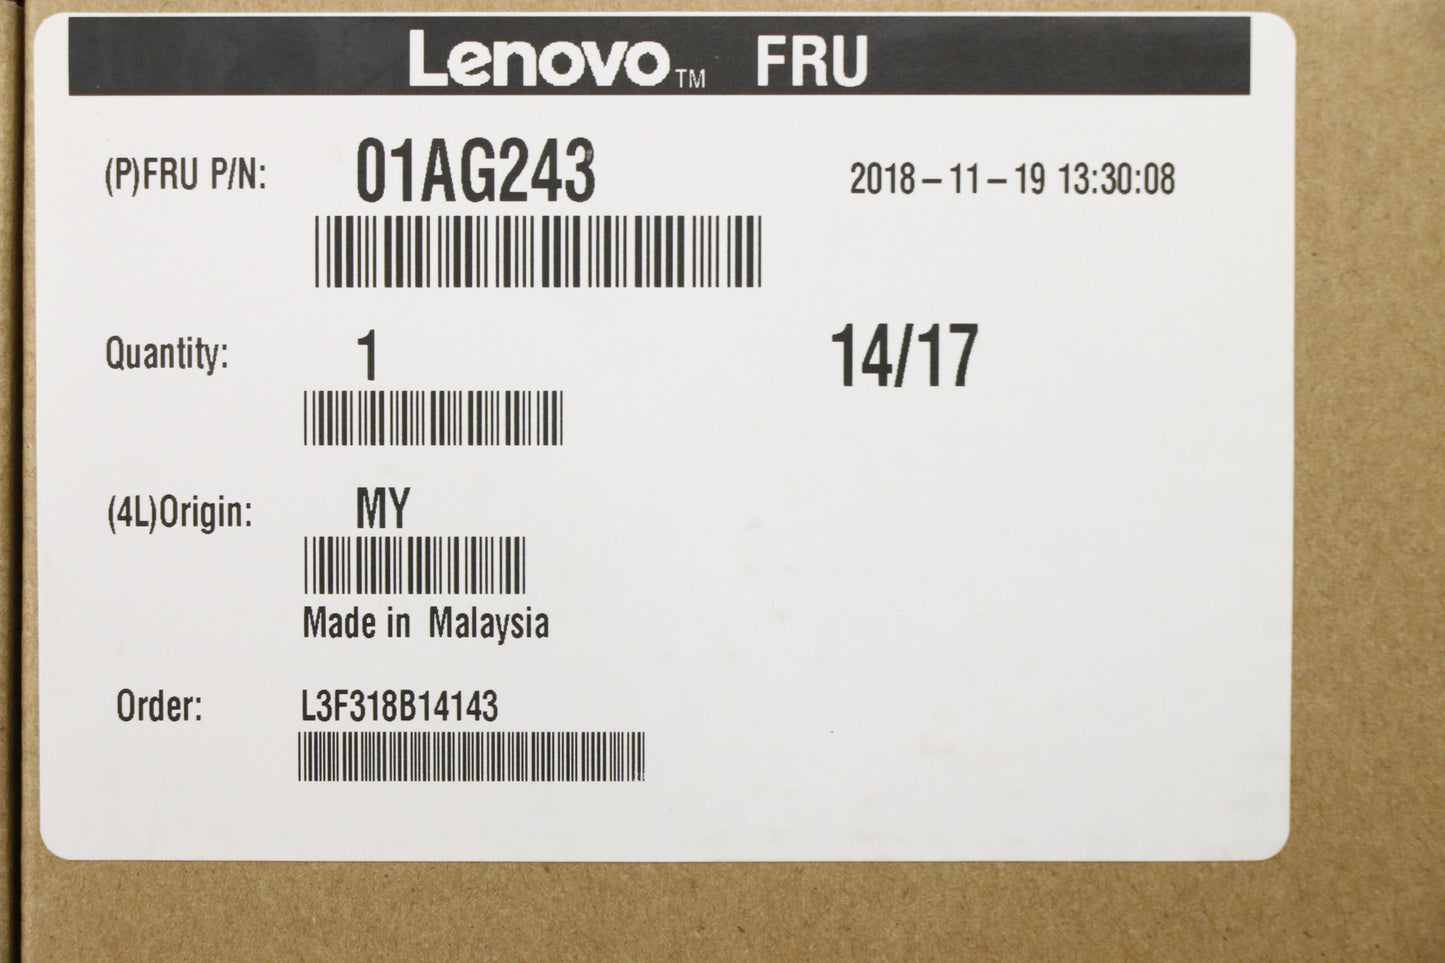 Lenovo™ FRU
(P)FRU P/N: 01AG243 2018-11-19 13:30:08
Quantity: 1 14/17
(4L)Origin: MY
Made in Malaysia
Order: L3F318B14143